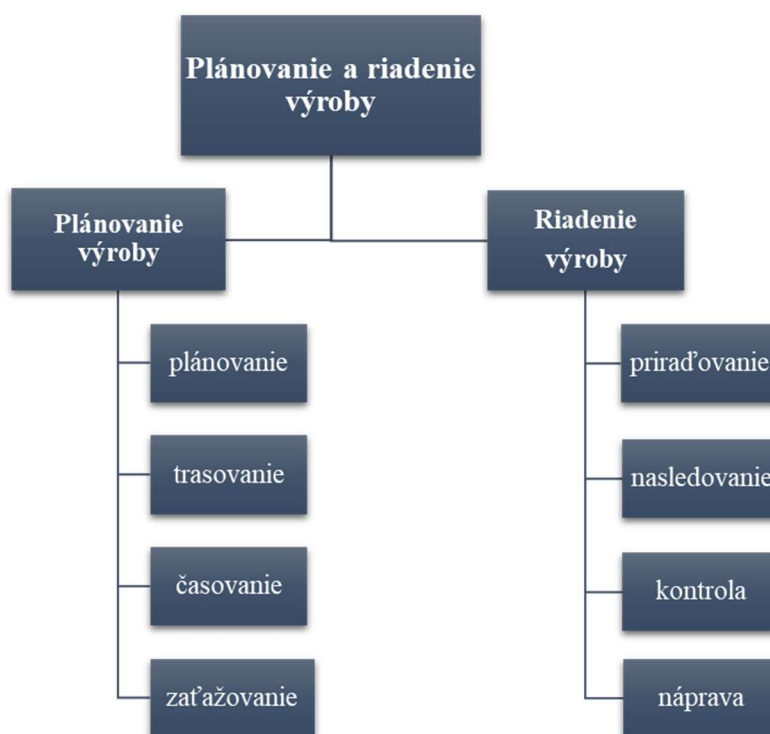 Plánovanie a riadenie
výroby
Plánovanie
výroby
plánovanie
trasovanie
časovanie
zaťažovanie
Riadenie
výroby
priraďovanie
nasledovanie
kontrola
náprava